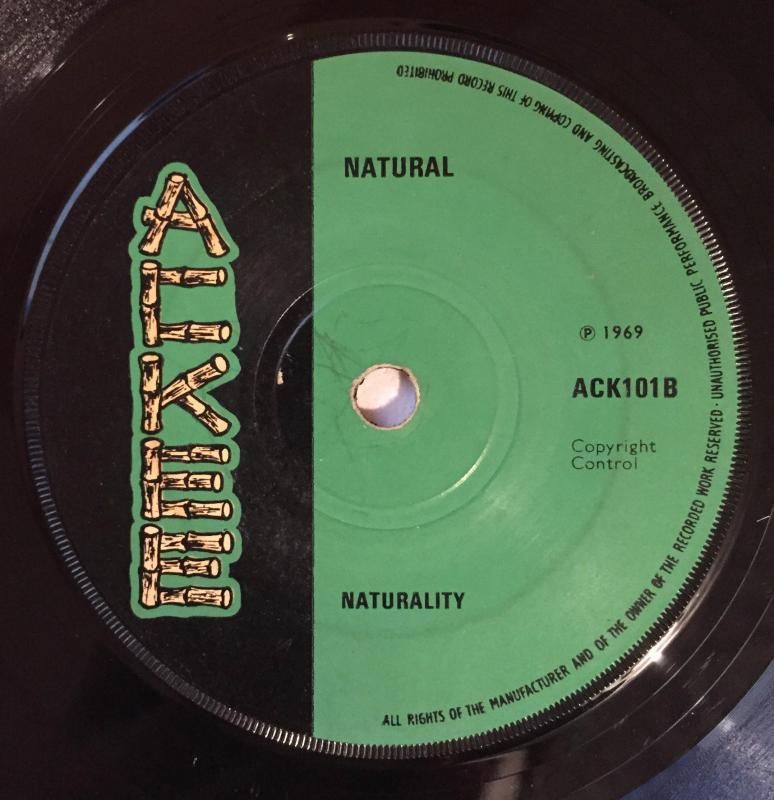 ACKEE
NATURAL
℗ 1969
ACK101B
Copyright
Control
NATURALITY
ALL RIGHTS OF THE MANUFACTURER AND OF THE OWNER OF THE RECORDED WORK RESERVED · UNAUTHORISED PUBLIC PERFORMANCE BROADCASTING AND COPYING OF THIS RECORD PROHIBITED